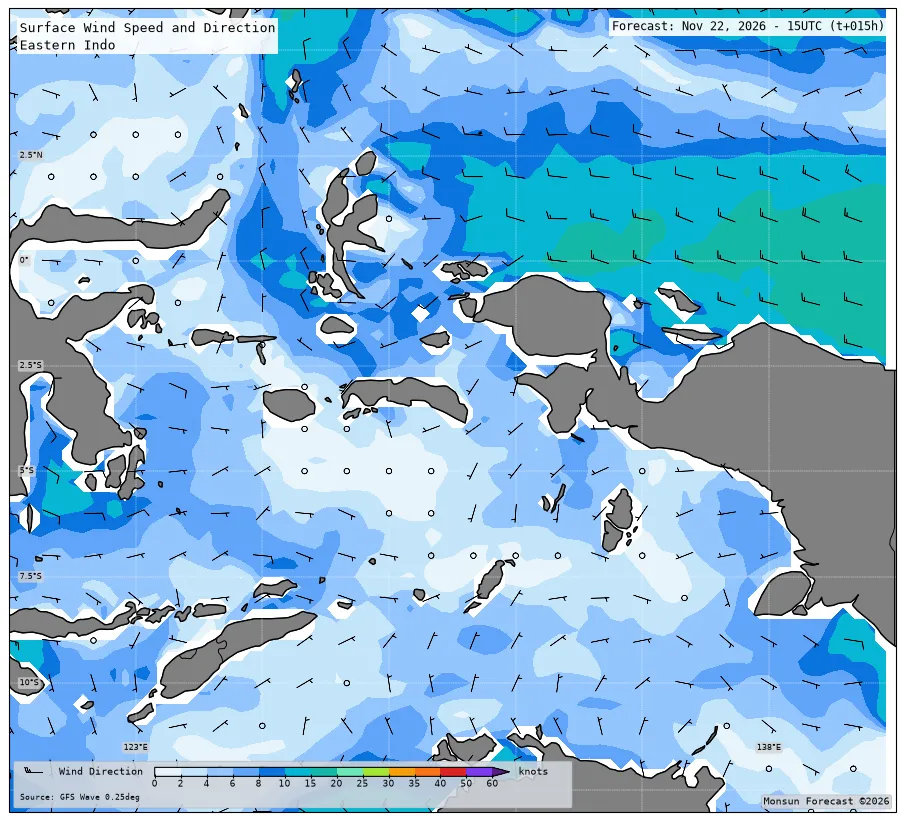 Surface Wind Speed and Direction
Eastern Indo
Forecast: Nov 22, 2026 - 15UTC (t+015h)
2.5°N
0°
2.5°S
5°S
7.5°S
10°S
123°E
138°E
Wind Direction
knots
0 2 4 6 8 10 15 20 25 30 35 40 50 60
Source: GFS Wave 0.25deg
Monsun Forecast ©2026